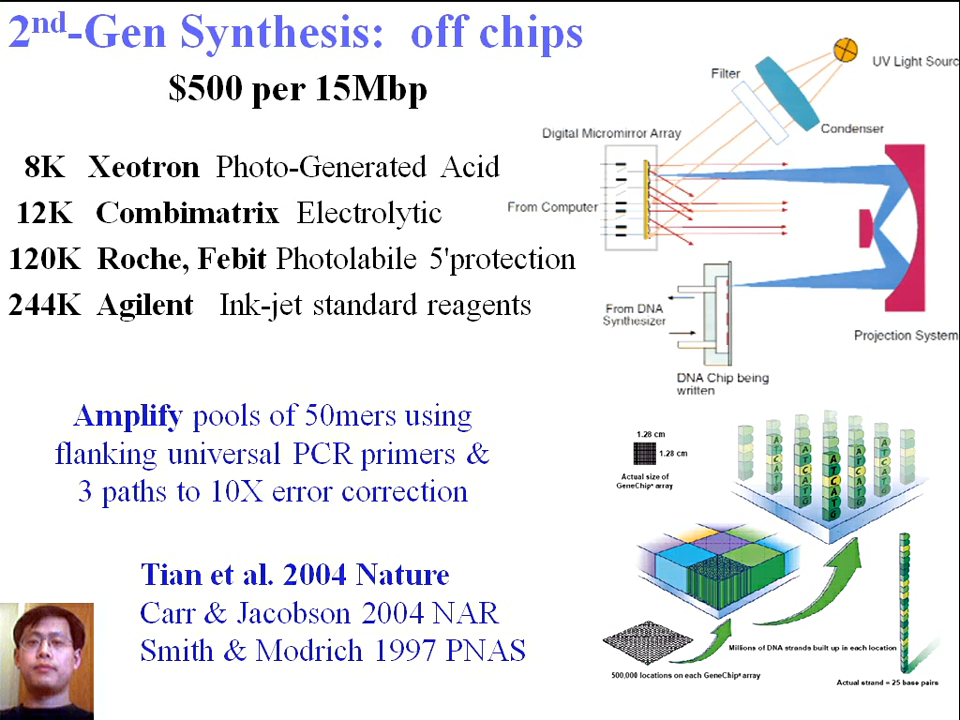 2nd-Gen Synthesis: off chips
$500 per 15Mbp
8K Xeotron Photo-Generated Acid
12K Combimatrix Electrolytic
120K Roche, Febit Photolabile 5'protection
244K Agilent Ink-jet standard reagents
Amplify pools of 50mers using
flanking universal PCR primers &
3 paths to 10X error correction
Tian et al. 2004 Nature
Carr & Jacobson 2004 NAR
Smith & Modrich 1997 PNAS
UV Light Sourc
Filter
Condenser
Digital Micromirror Array
From Computer
From DNA
Synthesizer
Projection System
DNA Chip being
written
1.28 cm
1.28 cm
Actual size of
GeneChip® array
A T C A T G
A T C A T G
A T C A T G
Millions of DNA strands built up in each location
500,000 locations on each GeneChip® array
Actual strand = 25 base pairs